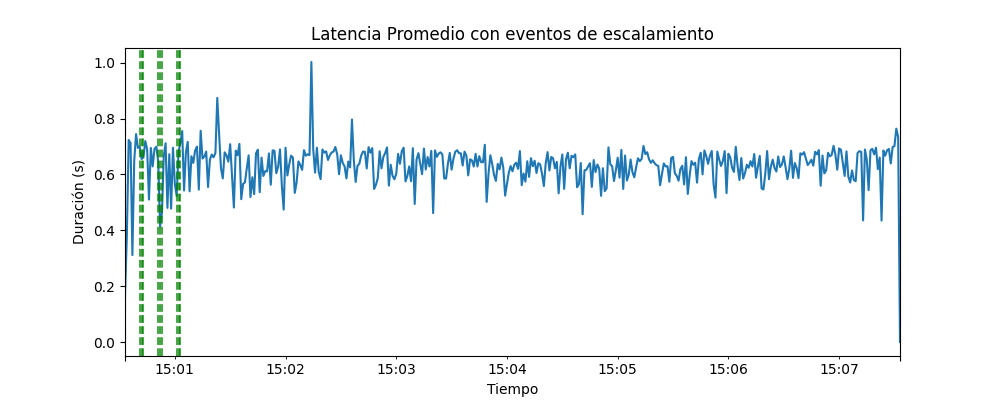 Latencia Promedio con eventos de escalamiento
Duración (s)
1.0
0.8
0.6
0.4
0.2
0.0
15:01 15:02 15:03 15:04 15:05 15:06 15:07
Tiempo